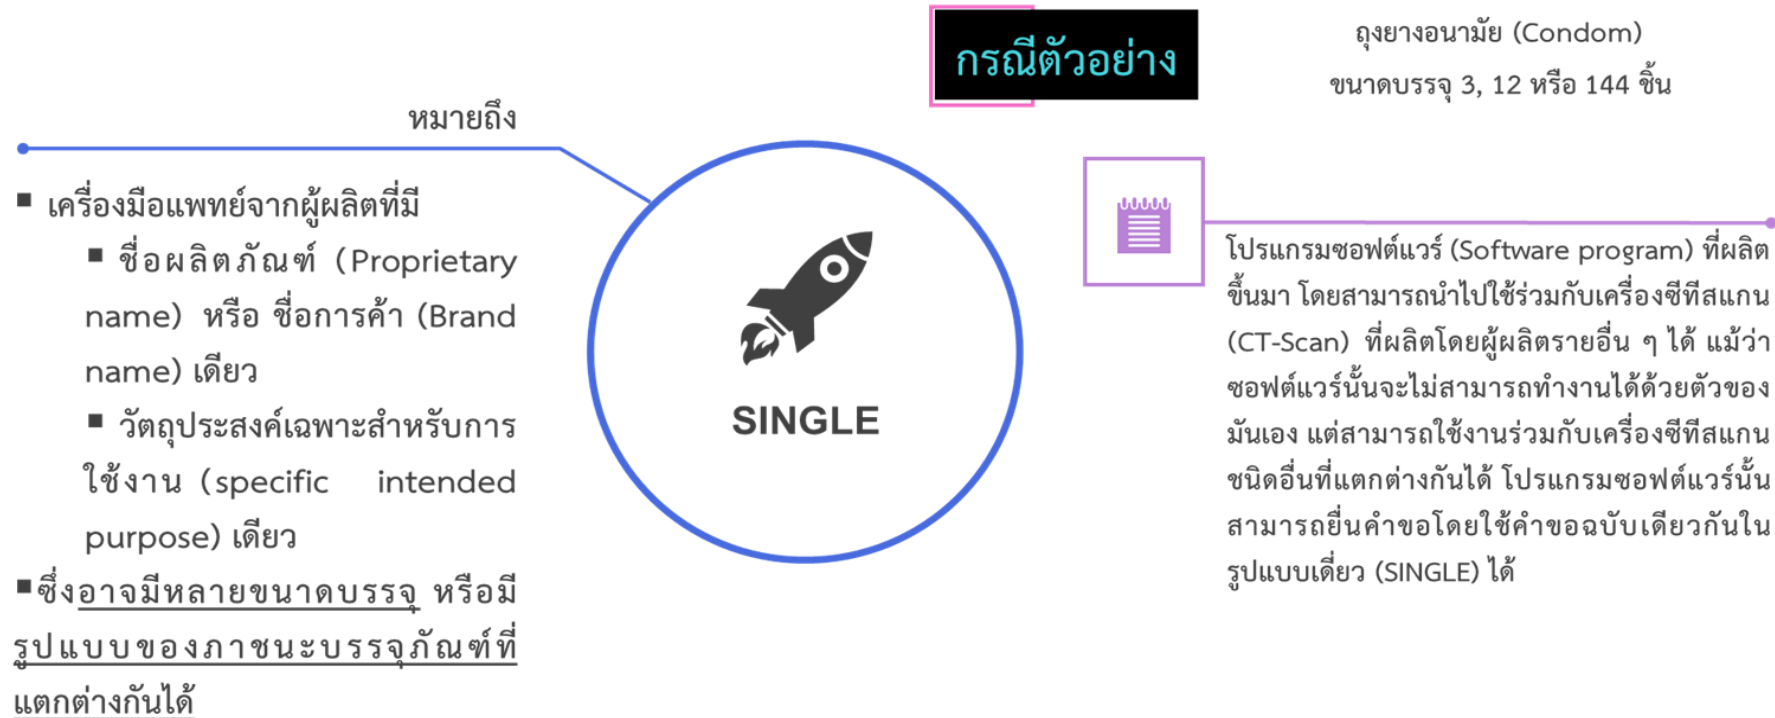 กรณีตัวอย่าง
ถุงยางอนามัย (Condom)
ขนาดบรรจุ 3, 12 หรือ 144 ชิ้น
หมายถึง
▪ เครื่องมือแพทย์จากผู้ผลิตที่มี
▪ ชื่อผลิตภัณฑ์ (Proprietary
name) หรือ ชื่อการค้า (Brand
name) เดียว
▪ วัตถุประสงค์เฉพาะสำหรับการ
ใช้งาน (specific intended
purpose) เดียว
▪ซึ่งอาจมีหลายขนาดบรรจุ หรือมี
รูปแบบของภาชนะบรรจุภัณฑ์ที่
แตกต่างกันได้
SINGLE
โปรแกรมซอฟต์แวร์ (Software program) ที่ผลิต
ขึ้นมา โดยสามารถนำไปใช้ร่วมกับเครื่องซีทีสแกน
(CT-Scan) ที่ผลิตโดยผู้ผลิตรายอื่น ๆ ได้ แม้ว่า
ซอฟต์แวร์นั้นจะไม่สามารถทำงานได้ด้วยตัวของ
มันเอง แต่สามารถใช้งานร่วมกับเครื่องซีทีสแกน
ชนิดอื่นที่แตกต่างกันได้ โปรแกรมซอฟต์แวร์นั้น
สามารถยื่นคำขอโดยใช้คำขอฉบับเดียวกันใน
รูปแบบเดี่ยว (SINGLE) ได้